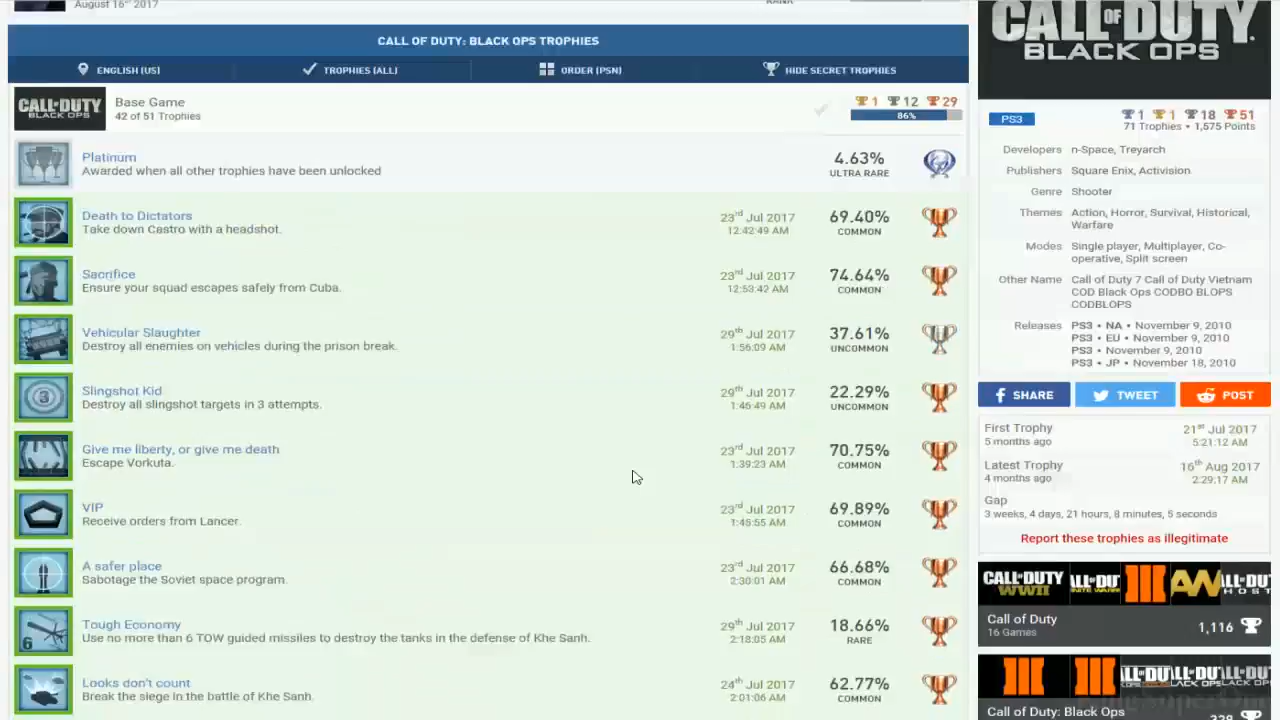 August 16th 2017
RANK
CALL OF DUTY: BLACK OPS TROPHIES
ENGLISH (US)
TROPHIES (ALL)
ORDER (PSN)
HIDE SECRET TROPHIES
CALL OF DUTY BLACK OPS
Base Game
42 of 51 Trophies
1 12 29
86%
Platinum
Awarded when all other trophies have been unlocked
4.63%
ULTRA RARE
Death to Dictators
Take down Castro with a headshot.
23rd Jul 2017
12:42:49 AM
69.40%
COMMON
Sacrifice
Ensure your squad escapes safely from Cuba.
23rd Jul 2017
12:53:42 AM
74.64%
COMMON
Vehicular Slaughter
Destroy all enemies on vehicles during the prison break.
29th Jul 2017
1:56:09 AM
37.61%
UNCOMMON
3
Slingshot Kid
Destroy all slingshot targets in 3 attempts.
29th Jul 2017
1:46:49 AM
22.29%
UNCOMMON
Give me liberty, or give me death
Escape Vorkuta.
23rd Jul 2017
1:39:23 AM
70.75%
COMMON
VIP
Receive orders from Lancer.
23rd Jul 2017
1:45:55 AM
69.89%
COMMON
A safer place
Sabotage the Soviet space program.
23rd Jul 2017
2:30:01 AM
66.68%
COMMON
6
Tough Economy
Use no more than 6 TOW guided missiles to destroy the tanks in the defense of Khe Sanh.
29th Jul 2017
2:18:05 AM
18.66%
RARE
Looks don't count
Break the siege in the battle of Khe Sanh.
24th Jul 2017
2:01:06 AM
62.77%
COMMON
CALL OF DUTY
BLACK OPS
PS3
1 1 18 51
71 Trophies • 1,575 Points
Developers n-Space, Treyarch
Publishers Square Enix, Activision
Genre Shooter
Themes Action, Horror, Survival, Historical,
Warfare
Modes Single player, Multiplayer, Co-
operative, Split screen
Other Name Call of Duty 7 Call of Duty Vietnam
COD Black Ops CODBO BLOPS
CODBLOPS
Releases PS3 • NA • November 9, 2010
PS3 • EU • November 9, 2010
PS3 • November 9, 2010
PS3 • JP • November 18, 2010
SHARE
TWEET
POST
First Trophy 21st Jul 2017
5 months ago 5:21:12 AM
Latest Trophy 16th Aug 2017
4 months ago 2:29:17 AM
Gap
3 weeks, 4 days, 21 hours, 8 minutes, 5 seconds
Report these trophies as illegitimate
CALL OF DUTY WWII
III
AW
Call of Duty
16 Games
1,116
III
III
Call of Duty: Black Ops